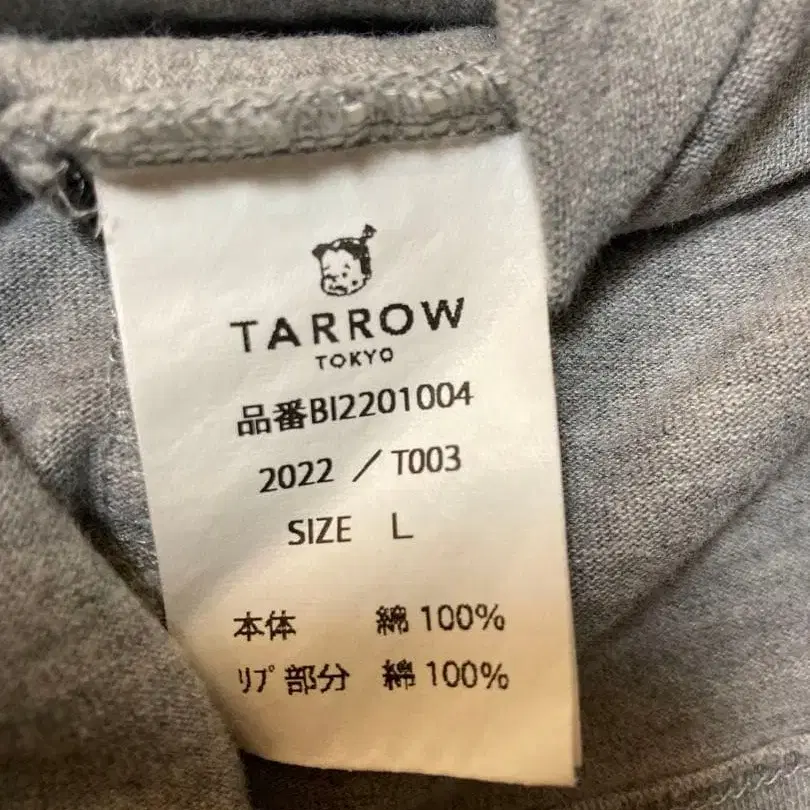 TARROW
TOKYO
品番BI2201004
2022 ／T003
SIZE L
本体 綿 100%
ﾘﾌﾟ部分 綿 100%